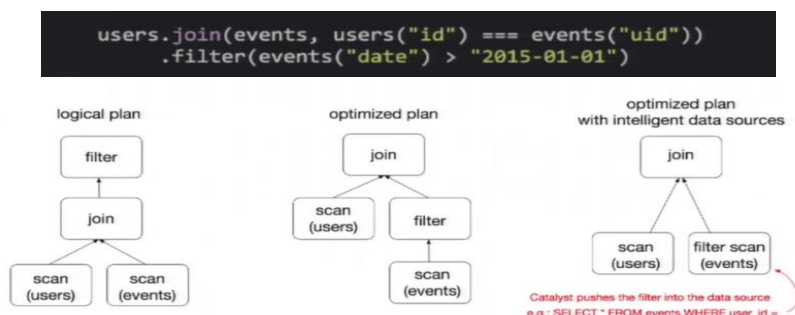 users.join(events, users("id") === events("uid"))
.filter(events("date") > "2015-01-01")
logical plan
filter
join
scan
(users)
scan
(events)
optimized plan
join
scan
(users)
filter
scan
(events)
optimized plan
with intelligent data sources
join
scan
(users)
filter scan
(events)
Catalyst pushes the filter into the data source
e.g.: SELECT * FROM events WHERE user_id =